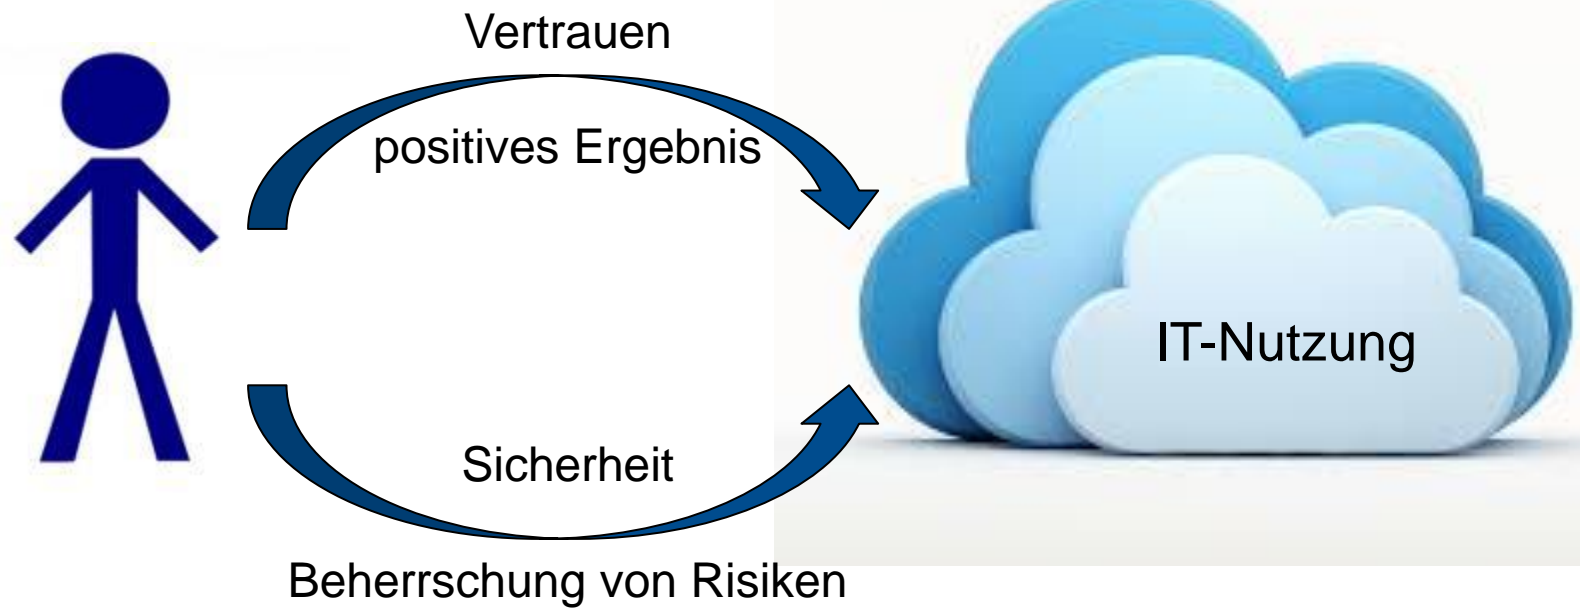 Vertrauen
positives Ergebnis
IT-Nutzung
Sicherheit
Beherrschung von Risiken